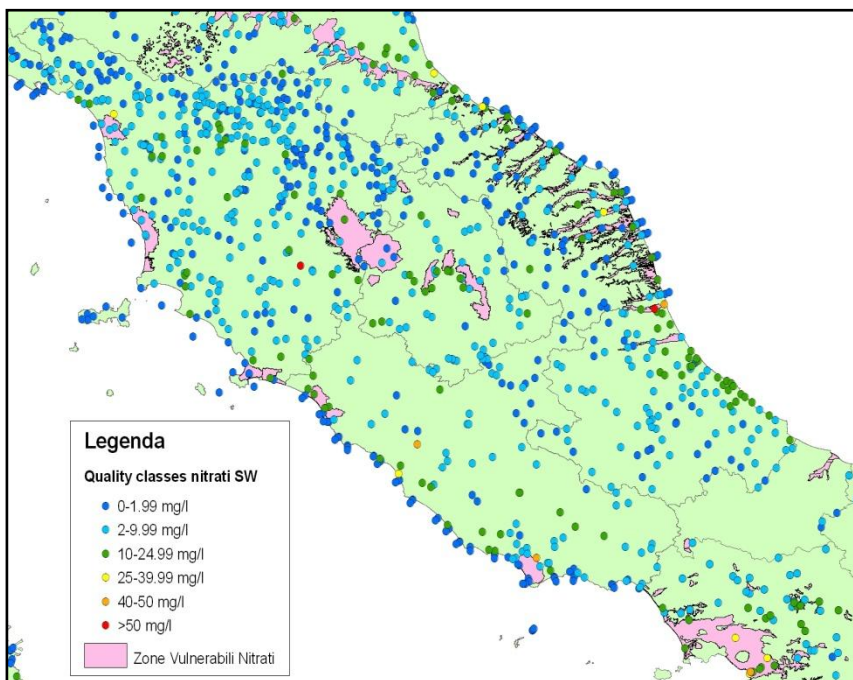 Legenda
Quality classes nitrati SW
0-1.99 mg/l
2-9.99 mg/l
10-24.99 mg/l
25-39.99 mg/l
40-50 mg/l
>50 mg/l
Zone Vulnerabili Nitrati